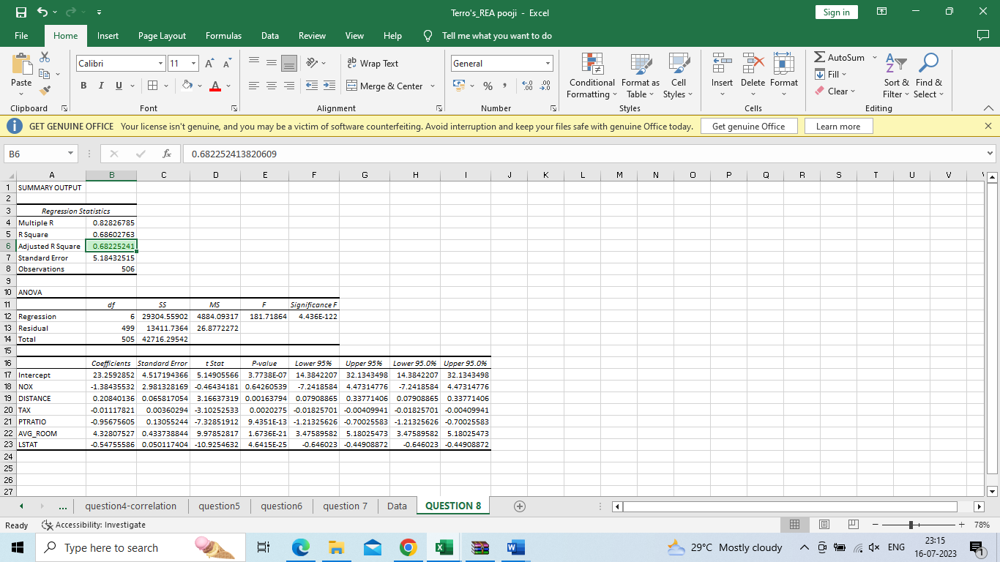 Terro's_REA pooji - Excel
Sign in
File Home Insert Page Layout Formulas Data Review View Help Tell me what you want to do
Paste
Clipboard
Calibri 11 A A
B I U A
Font
ab Wrap Text
Merge & Center
Alignment
General
% ,
Number
Conditional Formatting
Format as Table
Cell Styles
Styles
Insert Delete Format
Cells
AutoSum
Fill
Clear
Sort & Filter
Find & Select
Editing
GET GENUINE OFFICE Your license isn't genuine, and you may be a victim of software counterfeiting. Avoid interruption and keep your files safe with genuine Office today. Get genuine Office Learn more
B6 fx 0.682252413820609
A B C D E F G H I J K L M N O P Q R S T U V
1 SUMMARY OUTPUT
2
3 Regression Statistics
4 Multiple R 0.82826785
5 R Square 0.68602763
6 Adjusted R Square 0.68225241
7 Standard Error 5.18432515
8 Observations 506
9
10 ANOVA
11 df SS MS F Significance F
12 Regression 6 29304.55902 4884.09317 181.71864 4.436E-122
13 Residual 499 13411.7364 26.8772272
14 Total 505 42716.29542
15
16 Coefficients Standard Error t Stat P-value Lower 95% Upper 95% Lower 95.0% Upper 95.0%
17 Intercept 23.2592852 4.517194366 5.14905566 3.7738E-07 14.3842207 32.1343498 14.3842207 32.1343498
18 NOX -1.38435532 2.981328169 -0.46434181 0.64260539 -7.2418584 4.47314776 -7.2418584 4.47314776
19 DISTANCE 0.20840136 0.065817054 3.16637319 0.00163794 0.07908865 0.33771406 0.07908865 0.33771406
20 TAX -0.01117821 0.00360294 -3.10252533 0.0020275 -0.01825701 -0.00409941 -0.01825701 -0.00409941
21 PTRATIO -0.95675605 0.13055244 -7.32851912 9.4351E-13 -1.21325626 -0.70025583 -1.21325626 -0.70025583
22 AVG_ROOM 4.32807527 0.433738844 9.97852817 1.6736E-21 3.47589582 5.18025473 3.47589582 5.18025473
23 LSTAT -0.54755586 0.050117404 -10.9254632 4.6415E-25 -0.646023 -0.44908872 -0.646023 -0.44908872
24
25
26
27
... question4-correlation question5 question6 question 7 Data QUESTION 8
Ready Accessibility: Investigate 78%
Type here to search
29°C Mostly cloudy ENG 23:15
16-07-2023
1